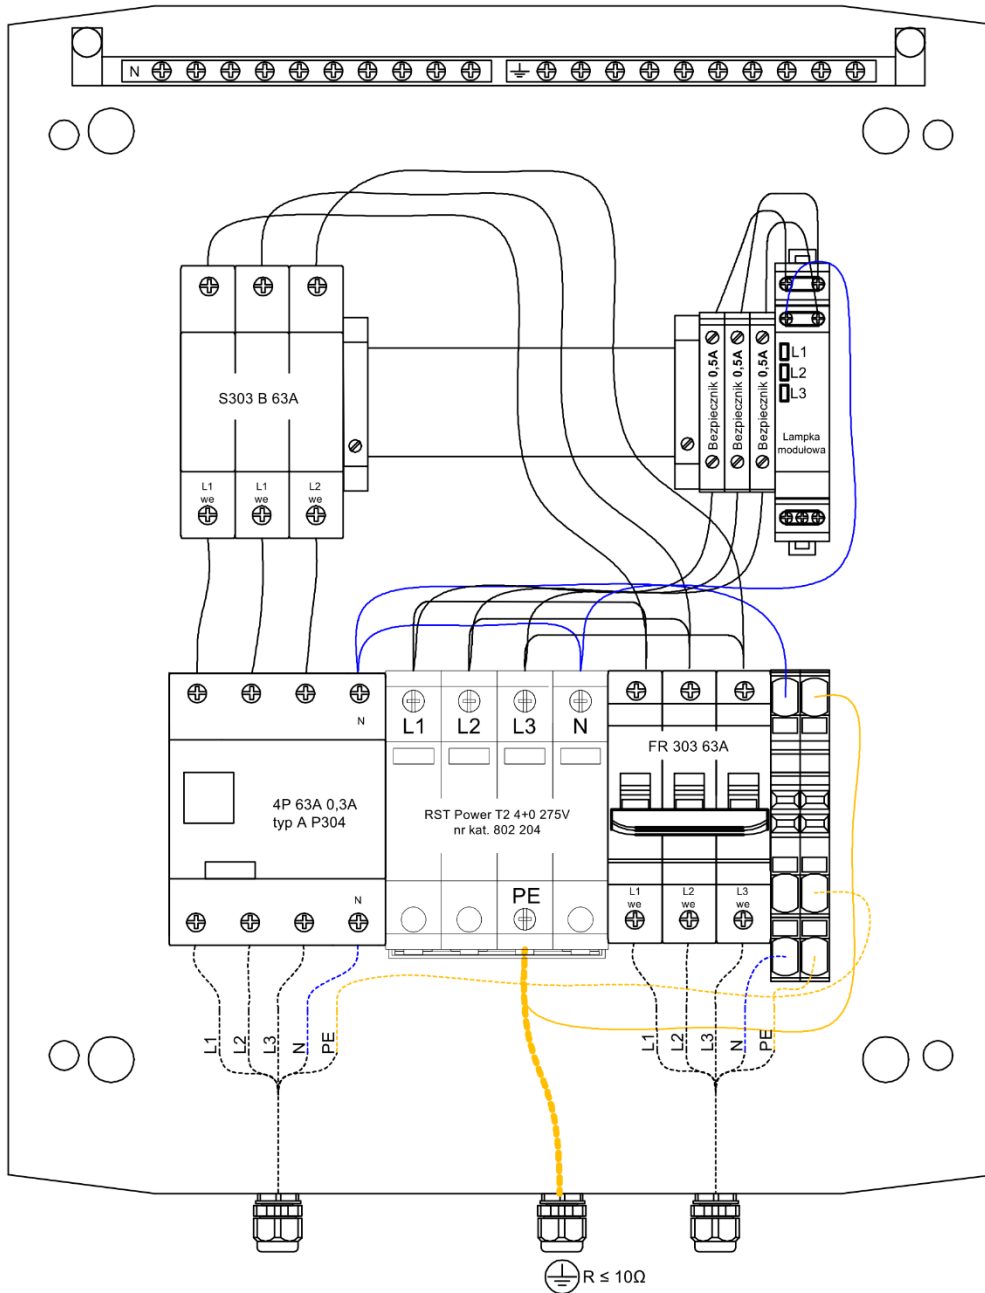 N
S303 B 63A
L1
we
L1
we
L2
we
Bezpiecznik 0,5A
Bezpiecznik 0,5A
Bezpiecznik 0,5A
L1
L2
L3
Lampka
modułowa
N
4P 63A 0,3A
typ A P304
N
L1 L2 L3 N
RST Power T2 4+0 275V
nr kat. 802 204
PE
FR 303 63A
L1
we
L2
we
L3
we
L1
L2
L3
N
PE
L1
L2
L3
N
PE
R ≤ 10Ω